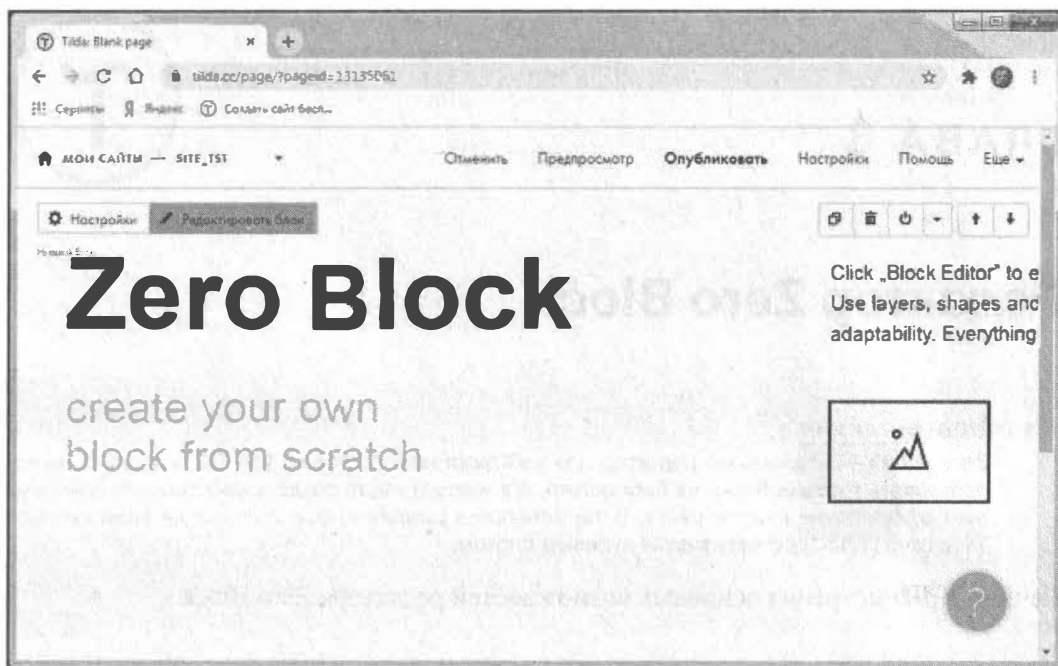 Tilda: Blank page
tilda.cc/page/?pageid=13135061
Сервисы Яндекс Создать сайт бесп...
МОИ САЙТЫ — SITE_TST
Отменить Предпросмотр Опубликовать Настройки Помощь Еще
Настройки Редактировать блок
Zero Block
create your own
block from scratch
Click „Block Editor" to e
Use layers, shapes and
adaptability. Everything
?